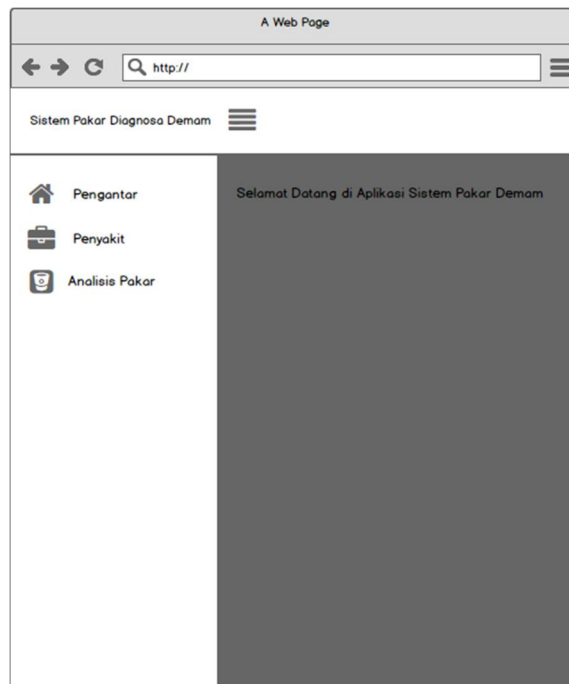 A Web Page
http://
Sistem Pakar Diagnosa Demam
Pengantar
Selamat Datang di Aplikasi Sistem Pakar Demam
Penyakit
Analisis Pakar